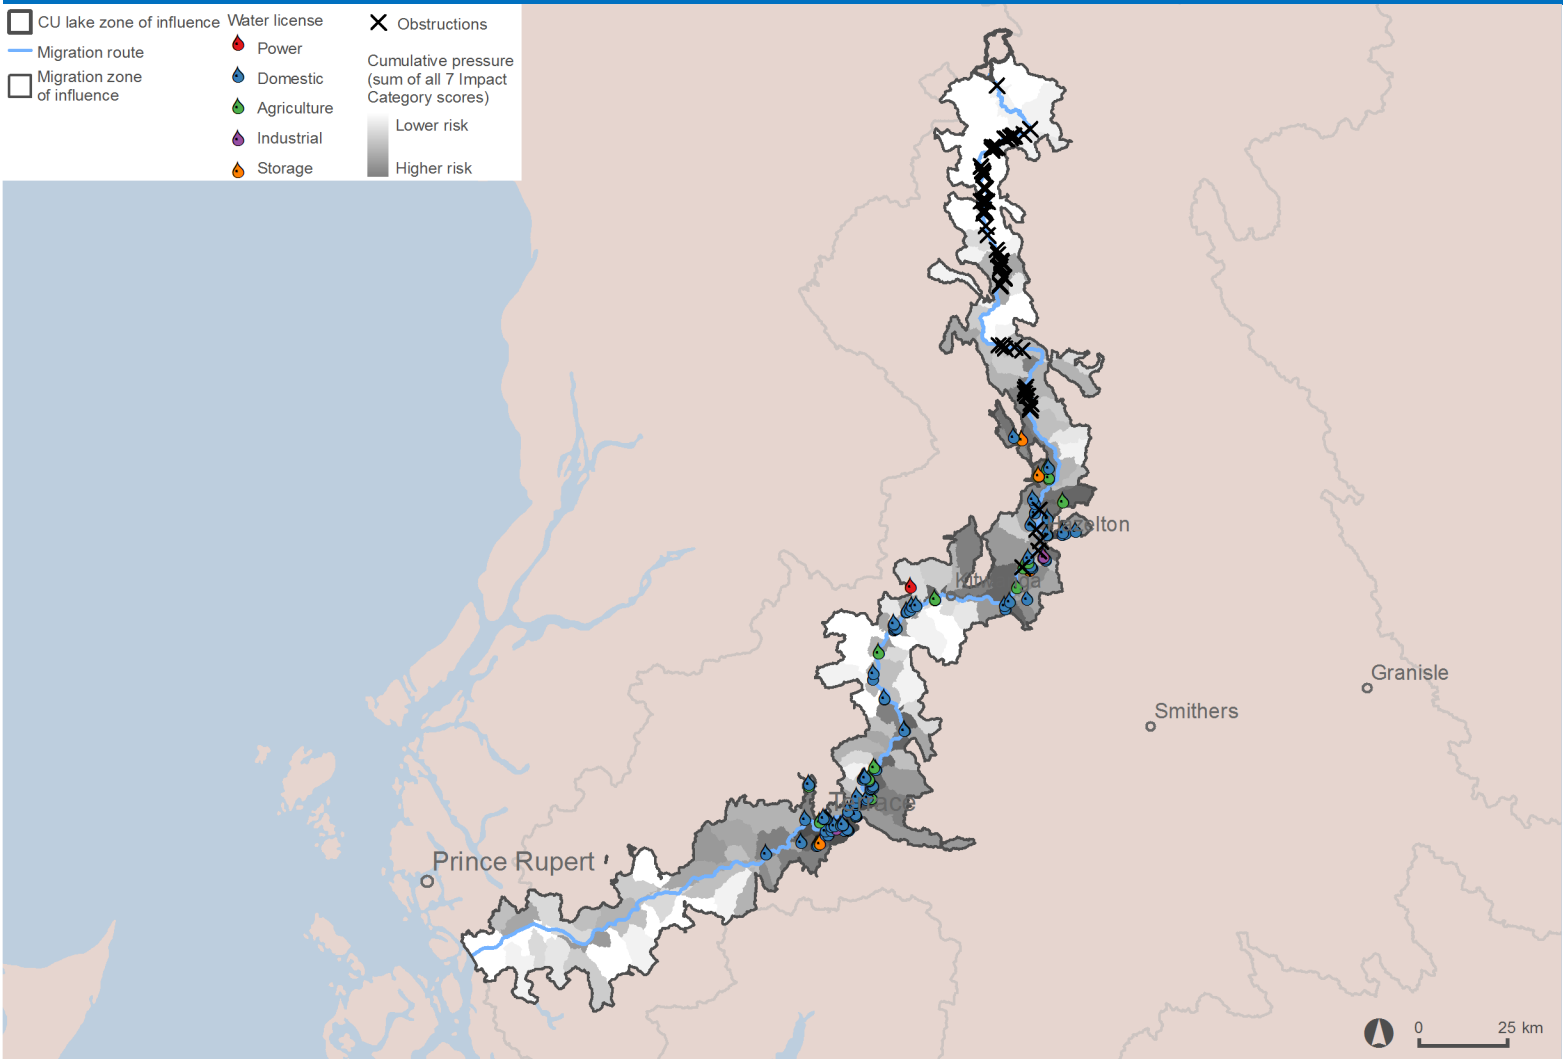 CU lake zone of influence
Migration route
Migration zone
of influence
Water license
Power
Domestic
Agriculture
Industrial
Storage
Obstructions
Cumulative pressure
(sum of all 7 Impact
Category scores)
Lower risk
Higher risk
Hazelton
Granisle
Smithers
Terrace
Prince Rupert
0 25 km